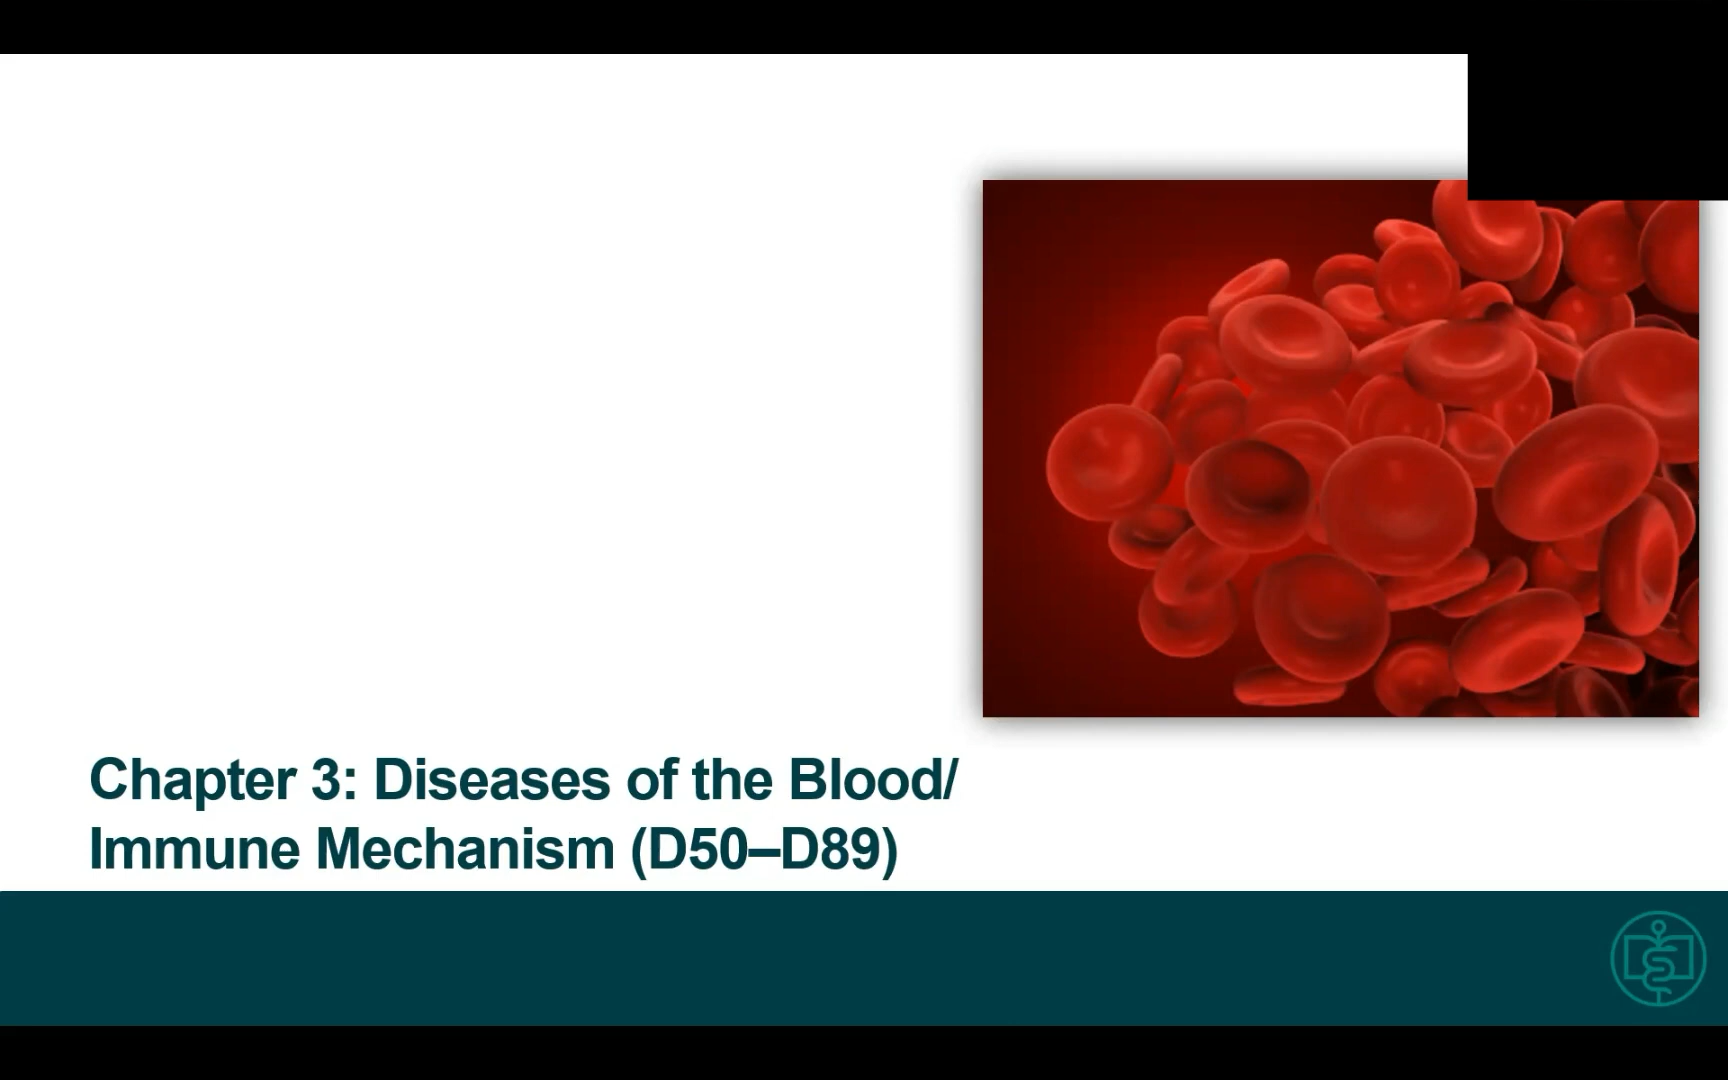 Chapter 3: Diseases of the Blood/
Immune Mechanism (D50–D89)